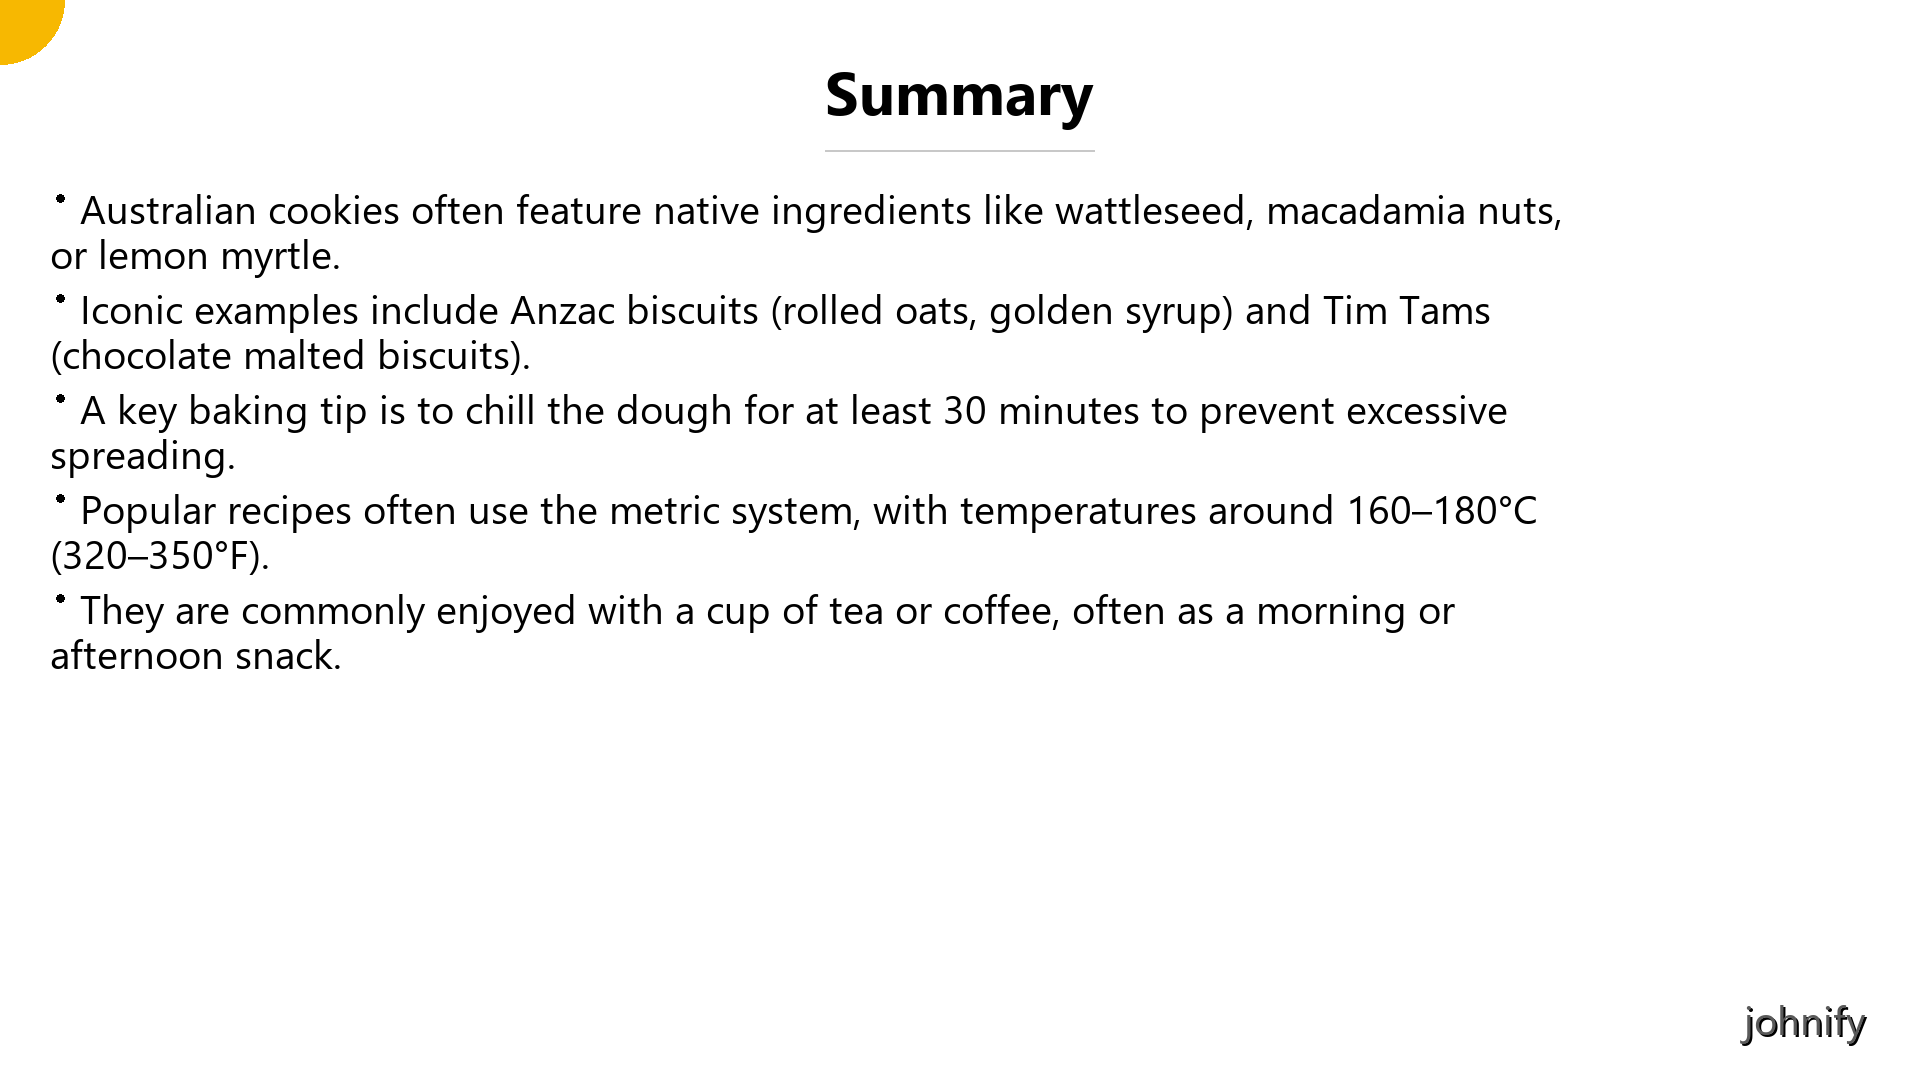 Summary
• Australian cookies often feature native ingredients like wattleseed, macadamia nuts,
or lemon myrtle.
• Iconic examples include Anzac biscuits (rolled oats, golden syrup) and Tim Tams
(chocolate malted biscuits).
• A key baking tip is to chill the dough for at least 30 minutes to prevent excessive
spreading.
• Popular recipes often use the metric system, with temperatures around 160–180°C
(320–350°F).
• They are commonly enjoyed with a cup of tea or coffee, often as a morning or
afternoon snack.
johnify